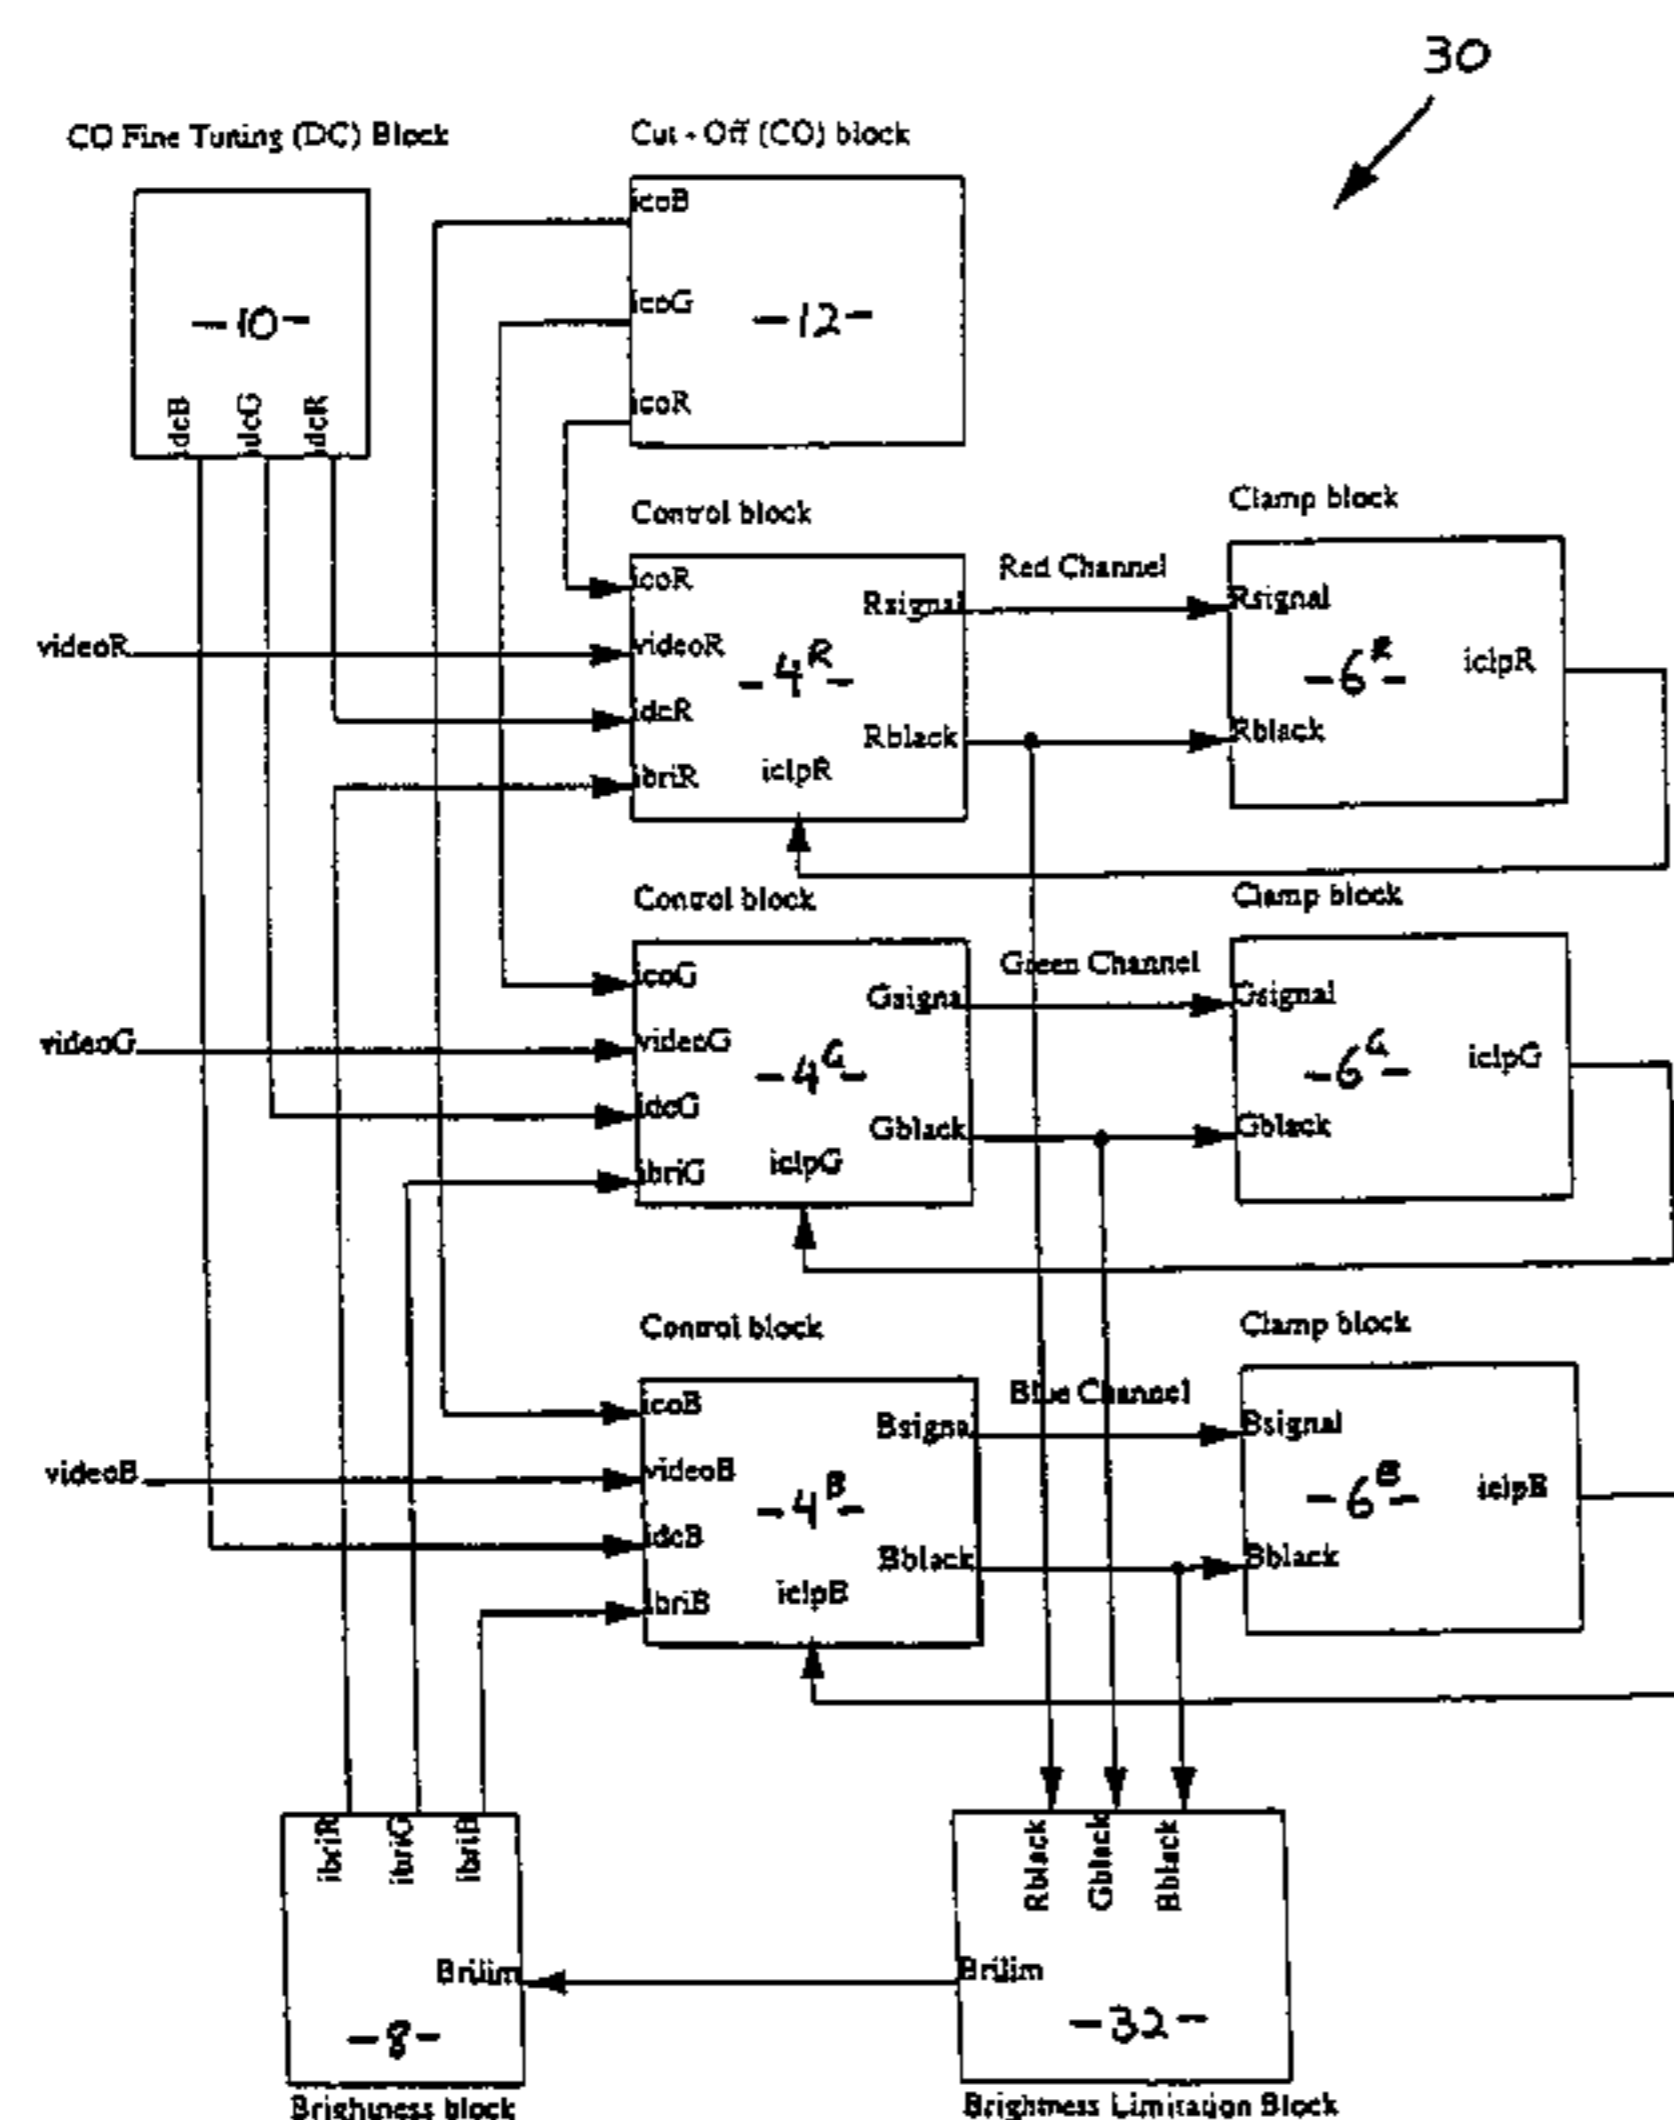 30
CO Fine Tuning (DC) Block
Cut - Off (CO) block
icoB
icoG
icoR
-12-
-10-
idcB
idcG
idcR
Control block
Clamp block
Red Channel
icoR
videoR
videoR
idcR
ibriR
Rsignal
-4R-
Rblack
iclpR
Rsignal
-6R-
iclpR
Rblack
Control block
Clamp block
Green Channel
icoG
videoG
videoG
idcG
ibriG
Gsignal
-4G-
Gblack
iclpG
Gsignal
-6G-
iclpG
Gblack
Control block
Clamp block
Blue Channel
icoB
videoB
videoB
idcB
ibriB
Bsigna
-4B-
Bblack
iclpB
Bsignal
-6B-
iclpB
Bblack
ibriR
ibriG
ibriB
Brilim
-8-
Brightness block
Rblack
Gblack
Bblack
Brilim
-32-
Brightness Limitation Block